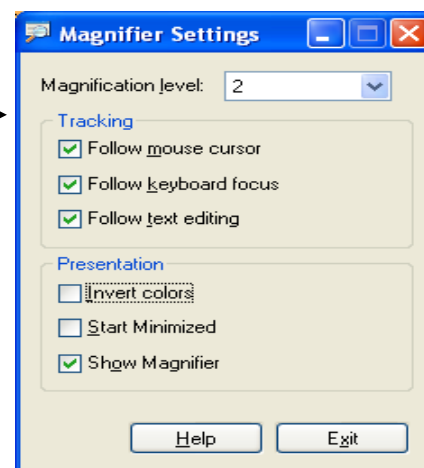 Magnifier Settings
Magnification level: 2
Tracking
Follow mouse cursor
Follow keyboard focus
Follow text editing
Presentation
Invert colors
Start Minimized
Show Magnifier
Help Exit